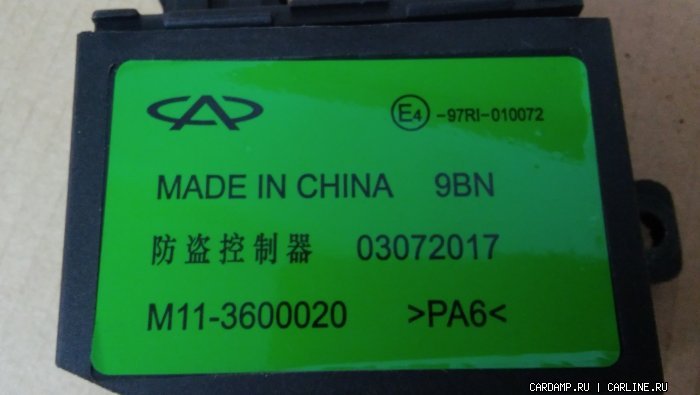 E4 -97RI-010072
MADE IN CHINA 9BN
防盗控制器 03072017
M11-3600020 >PA6<
CARDAMP.RU | CARLINE.RU